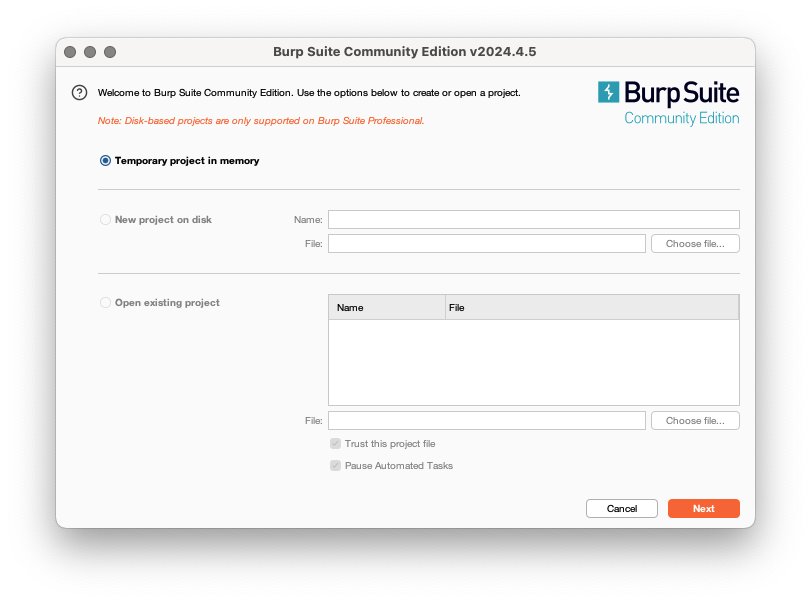 Burp Suite Community Edition v2024.4.5
Welcome to Burp Suite Community Edition. Use the options below to create or open a project.
Burp Suite
Community Edition
Note: Disk-based projects are only supported on Burp Suite Professional.
Temporary project in memory
New project on disk Name:
File: Choose file...
Open existing project Name File
File: Choose file...
Trust this project file
Pause Automated Tasks
Cancel Next